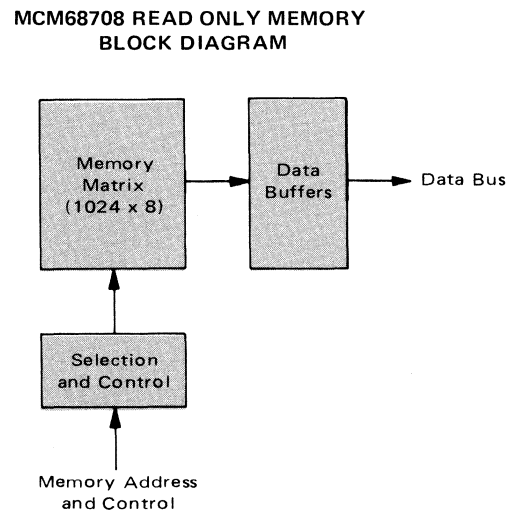 MCM68708 READ ONLY MEMORY
BLOCK DIAGRAM
Memory
Matrix
(1024 x 8)
Data
Buffers
Data Bus
Selection
and Control
Memory Address
and Control